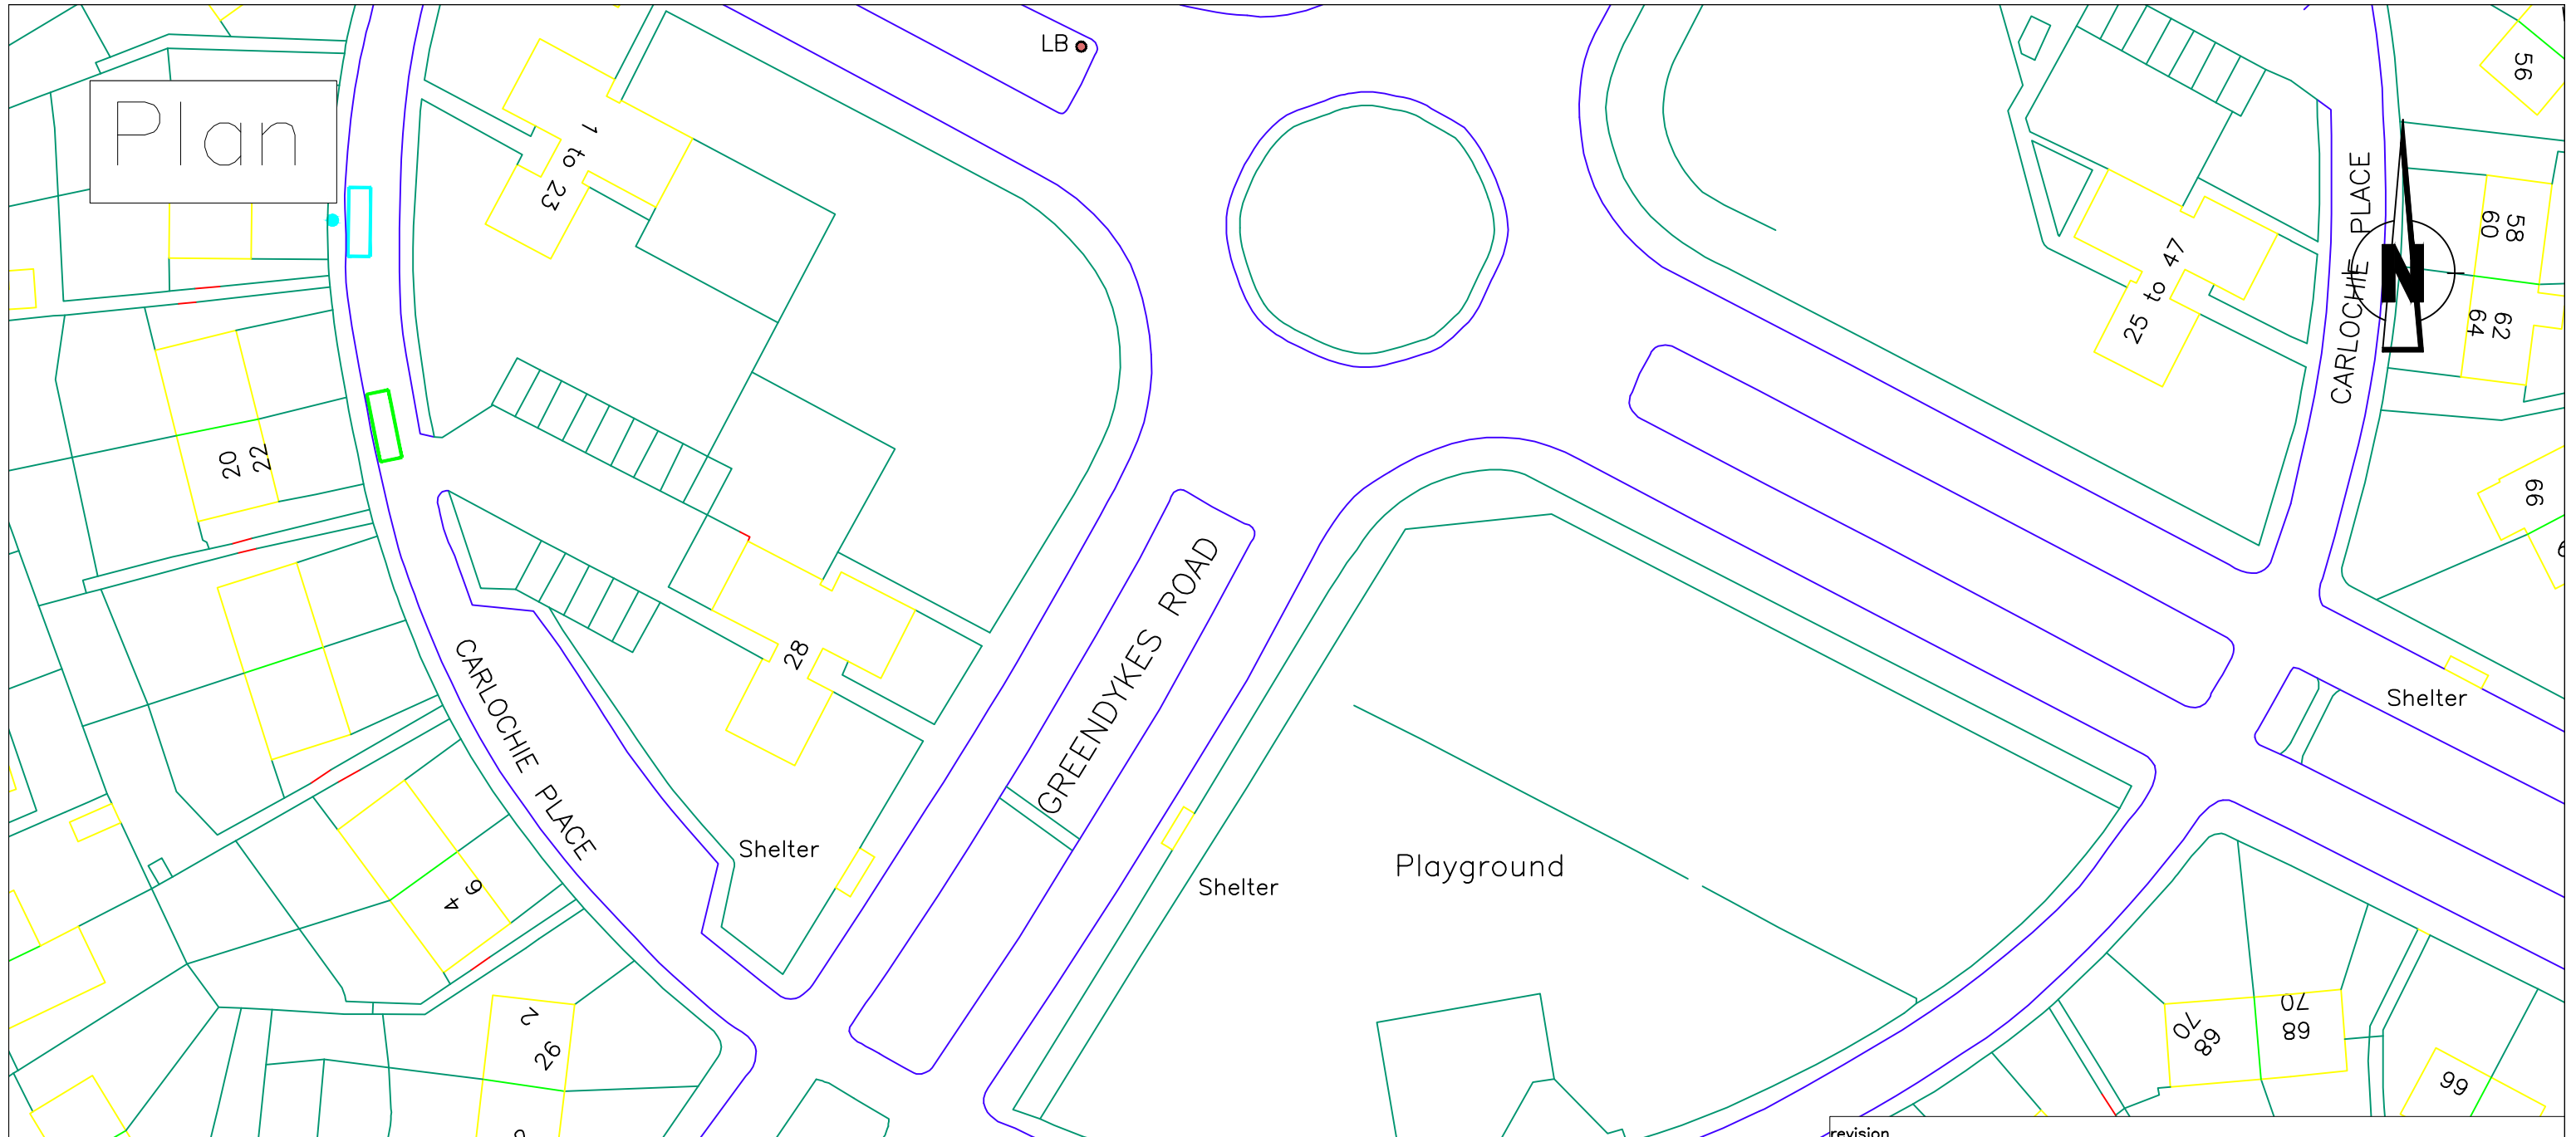 LB
Plan
1 to 23
56
CARLOCHIE PLACE
N
58
60
62
64
25 to 47
20
22
66
GREENDYKES ROAD
28
CARLOCHIE PLACE
Shelter
Shelter
Shelter
Playground
6
4
2
26
70
68
70
68
66
revision